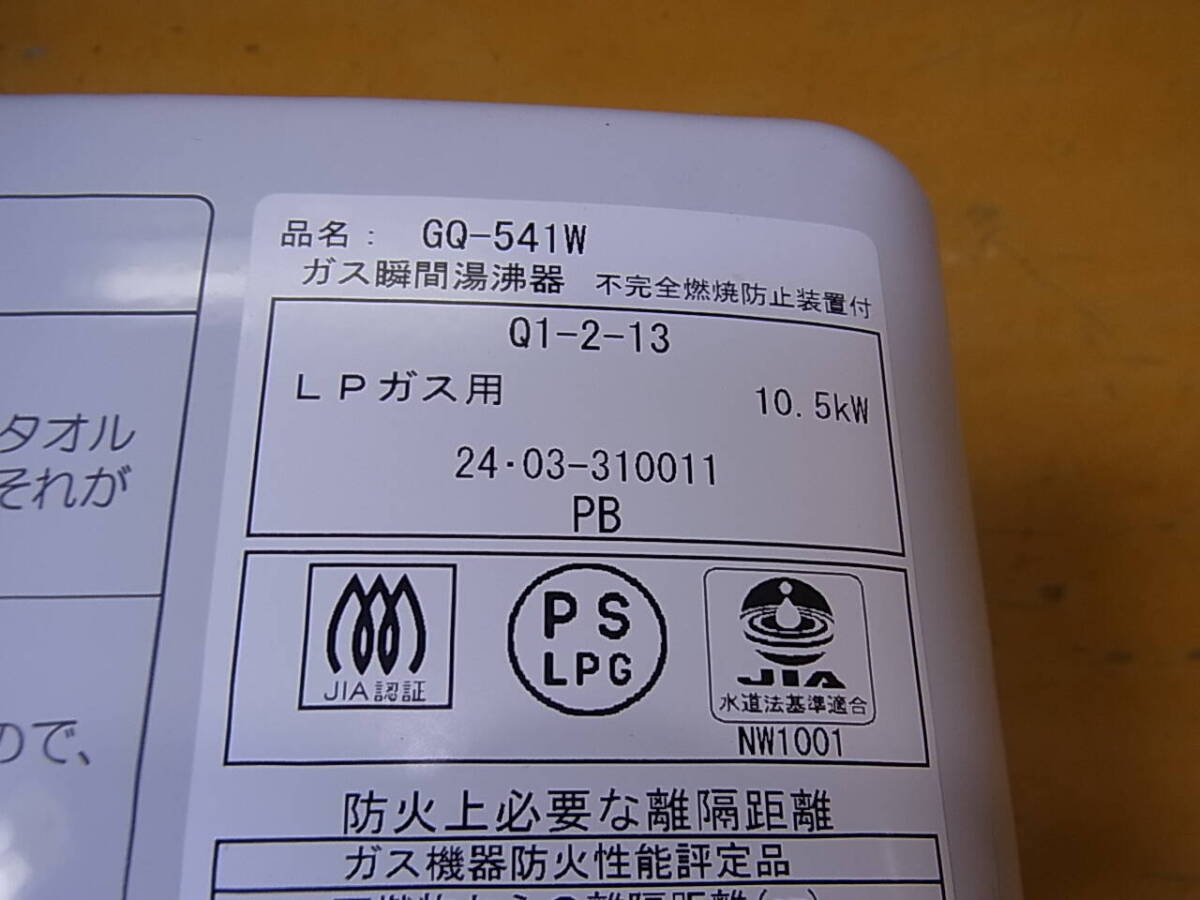 タオル
それが
ので、
品名： GQ-541W
ガス瞬間湯沸器 不完全燃焼防止装置付
Q1-2-13
LPガス用 10.5kW
24・03-310011
PB
JIA認証
PS
LPG
JIA
水道法基準適合
NW1001
防火上必要な離隔距離
ガス機器防火性能評定品